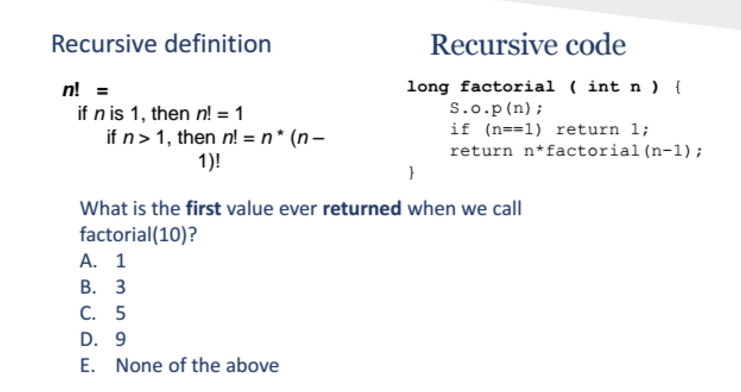 Recursive definition
n! =
if n is 1, then n! = 1
if n > 1, then n! = n * (n –
1)!
Recursive code
long factorial ( int n ) {
S.o.p(n);
if (n==1) return 1;
return n*factorial(n-1);
}
What is the first value ever returned when we call
factorial(10)?
A. 1
B. 3
C. 5
D. 9
E. None of the above